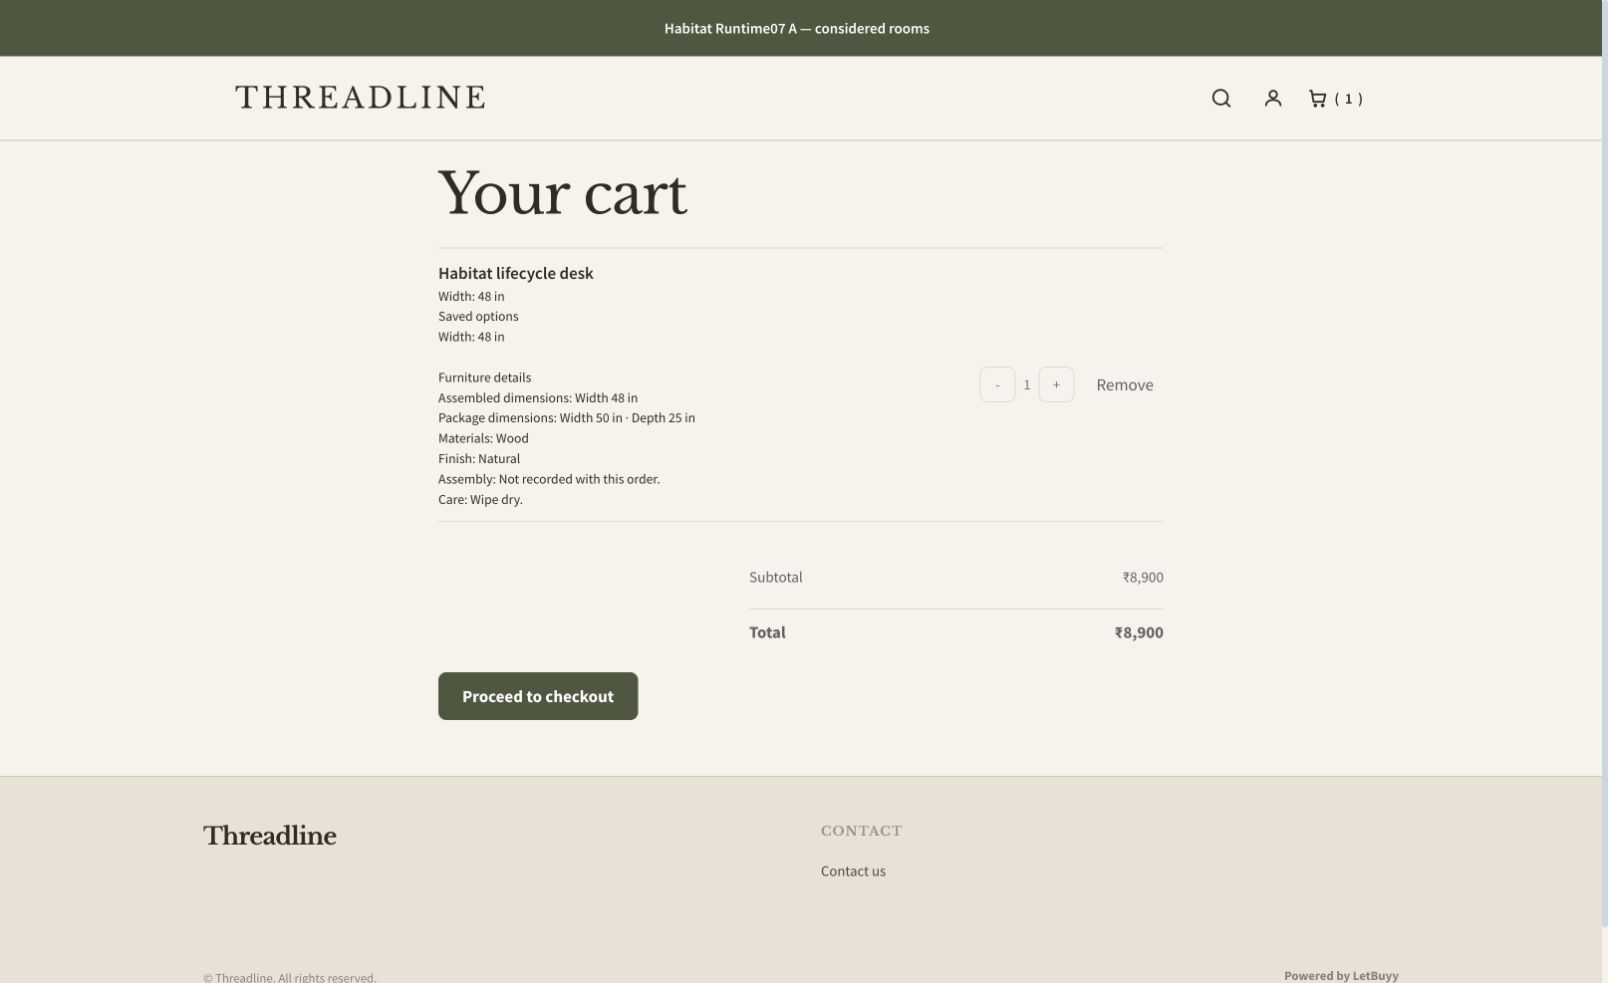 Habitat Runtime07 A — considered rooms
THREADLINE
( 1 )
Your cart
Habitat lifecycle desk
Width: 48 in
Saved options
Width: 48 in
Furniture details
Assembled dimensions: Width 48 in
Package dimensions: Width 50 in · Depth 25 in
Materials: Wood
Finish: Natural
Assembly: Not recorded with this order.
Care: Wipe dry.
- 1 + Remove
Subtotal ₹8,900
Total ₹8,900
Proceed to checkout
Threadline
CONTACT
Contact us
© Threadline. All rights reserved.
Powered by LetBuyy